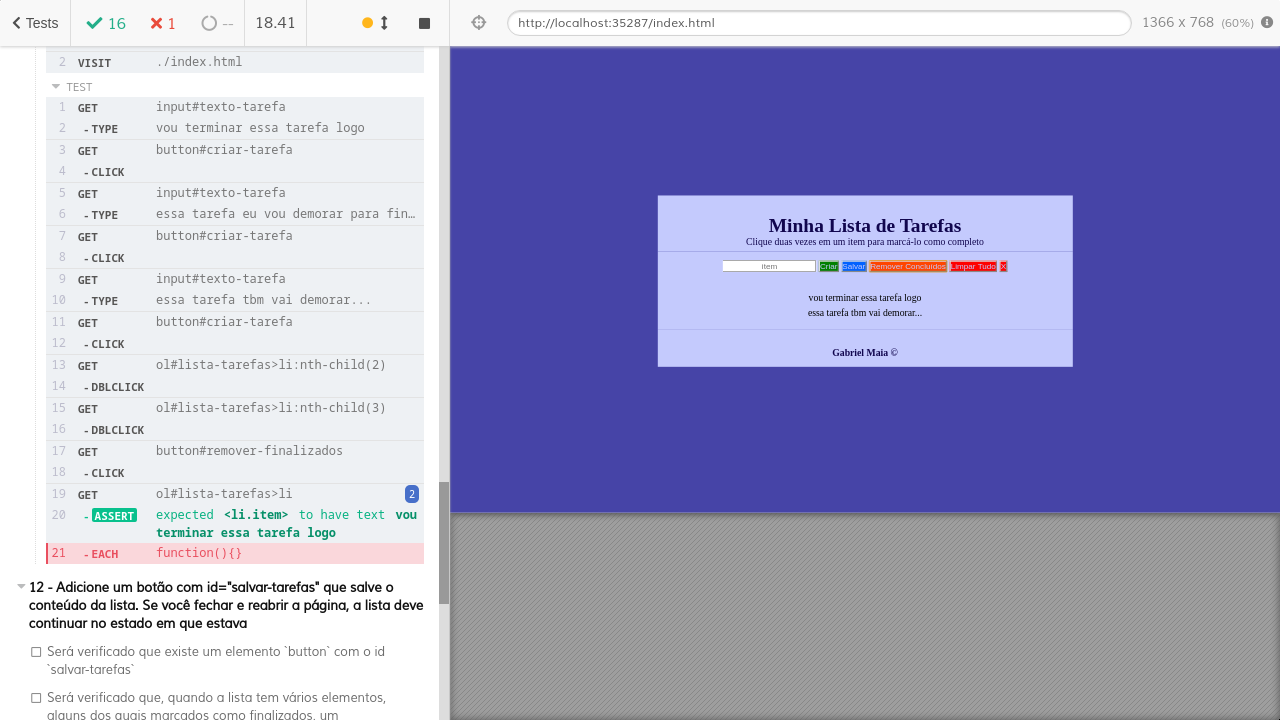 Tests
16
1
--
18.41
http://localhost:35287/index.html
1366 x 768 (60%)
2 VISIT ./index.html
TEST
1 GET input#texto-tarefa
2 -TYPE vou terminar essa tarefa logo
3 GET button#criar-tarefa
4 -CLICK
5 GET input#texto-tarefa
6 -TYPE essa tarefa eu vou demorar para fin…
7 GET button#criar-tarefa
8 -CLICK
9 GET input#texto-tarefa
10 -TYPE essa tarefa tbm vai demorar...
11 GET button#criar-tarefa
12 -CLICK
13 GET ol#lista-tarefas>li:nth-child(2)
14 -DBLCLICK
15 GET ol#lista-tarefas>li:nth-child(3)
16 -DBLCLICK
17 GET button#remover-finalizados
18 -CLICK
19 GET ol#lista-tarefas>li 2
20 -ASSERT expected <li.item> to have text vou
terminar essa tarefa logo
21 -EACH function(){}
12 - Adicione um botão com id="salvar-tarefas" que salve o
conteúdo da lista. Se você fechar e reabrir a página, a lista deve
continuar no estado em que estava
Será verificado que existe um elemento `button` com o id
`salvar-tarefas`
Será verificado que, quando a lista tem vários elementos,
alguns dos quais marcados como finalizados, um
Minha Lista de Tarefas
Clique duas vezes em um item para marcá-lo como completo
item Criar Salvar Remover Concluídos Limpar Tudo X
vou terminar essa tarefa logo
essa tarefa tbm vai demorar...
Gabriel Maia ©